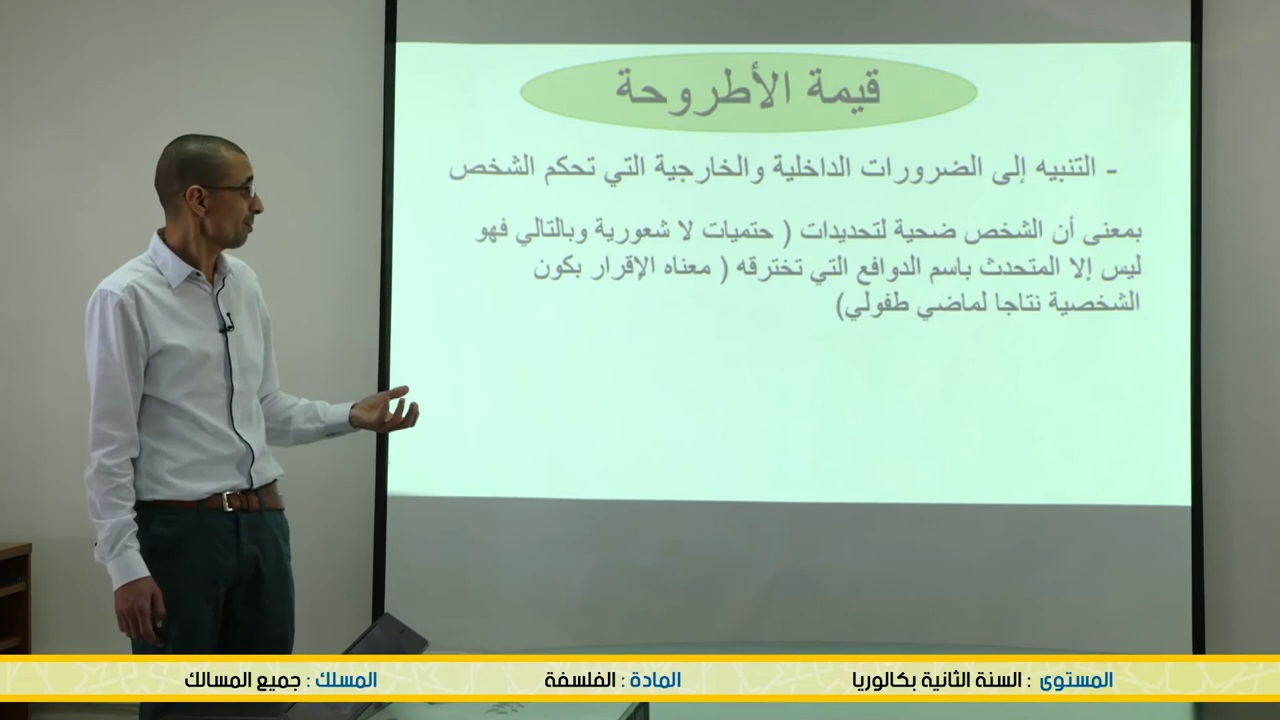 قيمة الأطروحة
- التنبيه إلى الضرورات الداخلية والخارجية التي تحكم الشخص
بمعنى أن الشخص ضحية لتحديدات ( حتميات لا شعورية وبالتالي فهو
ليس إلا المتحدث باسم الدوافع التي تخترقه ( معناه الإقرار بكون
الشخصية نتاجا لماضي طفولي)
المستوى : السنة الثانية بكالوريا المادة : الفلسفة المسلك : جميع المسالك